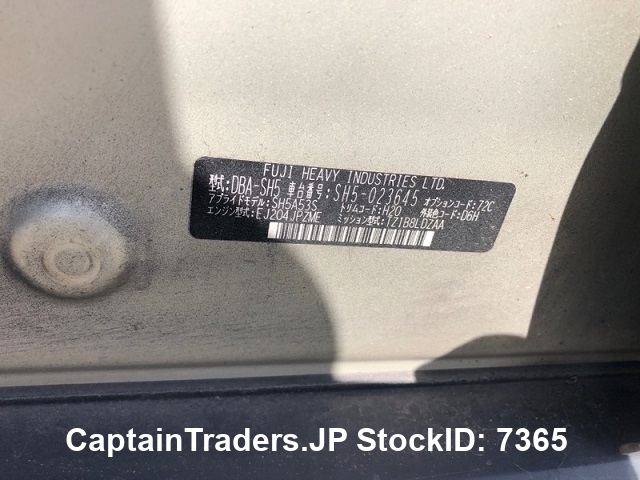 FUJI HEAVY INDUSTRIES LTD.
型式:DBA-SH5 車台番号:SH5-023645 オプションコード:72C
アプライドモデル:SH5A53S トリムコード:H20 外装色コード:D6H
エンジン型式:EJ204JPZME ミッション型式:TZ1B8LDZAA
CaptainTraders.JP StockID: 7365